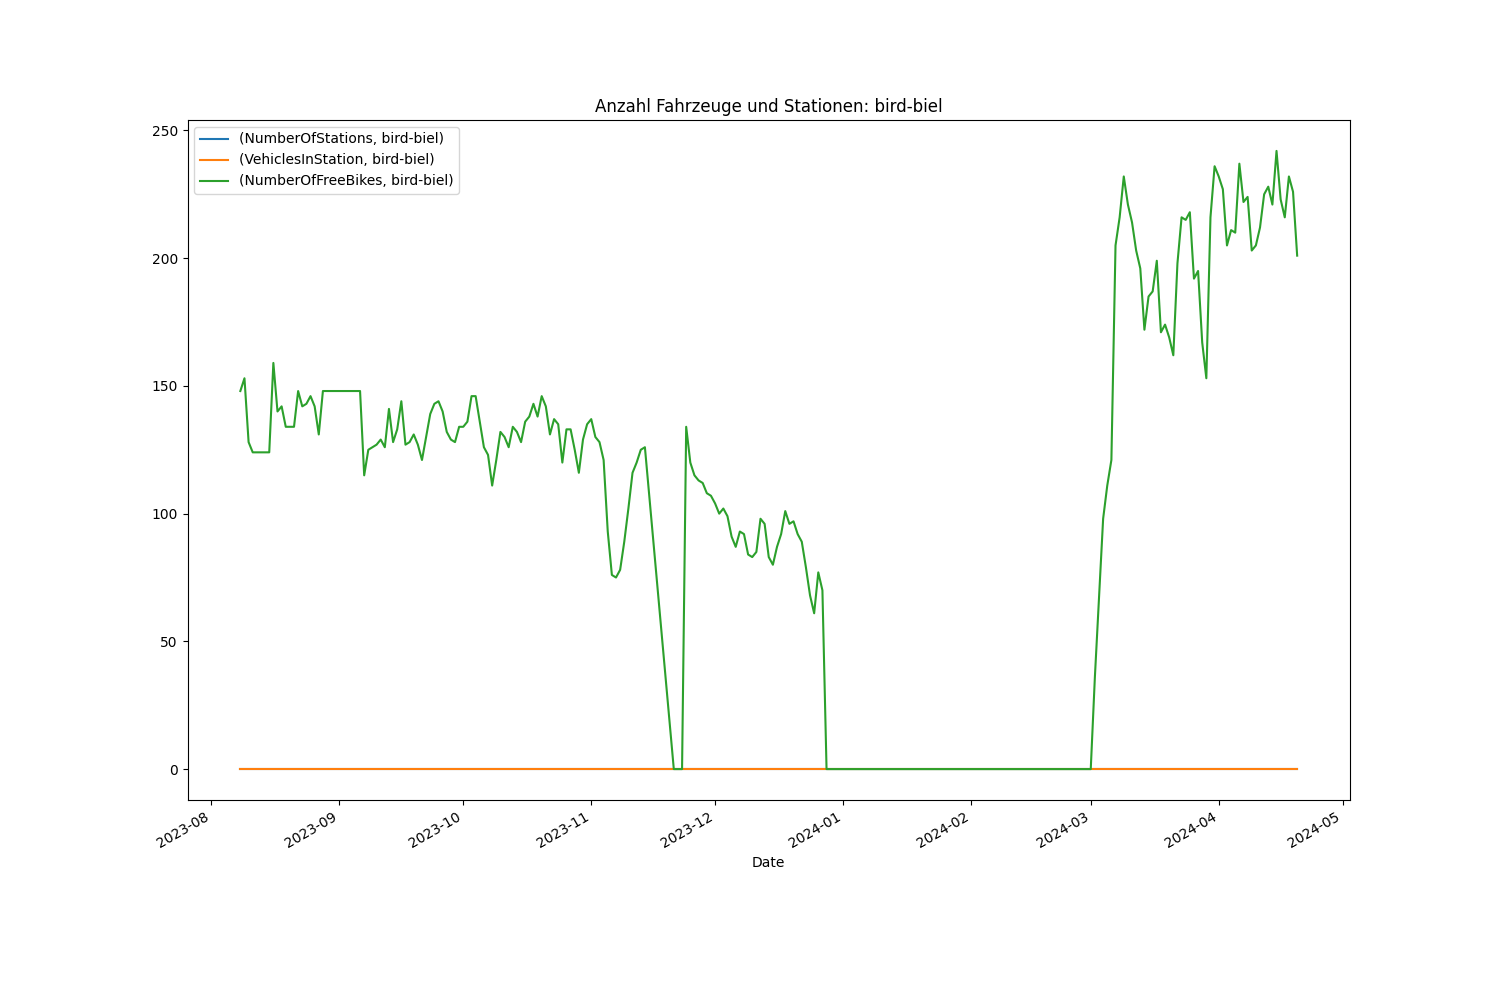 Anzahl Fahrzeuge und Stationen: bird-biel
(NumberOfStations, bird-biel)
(VehiclesInStation, bird-biel)
(NumberOfFreeBikes, bird-biel)
250
200
150
100
50
0
2023-08 2023-09 2023-10 2023-11 2023-12 2024-01 2024-02 2024-03 2024-04 2024-05
Date